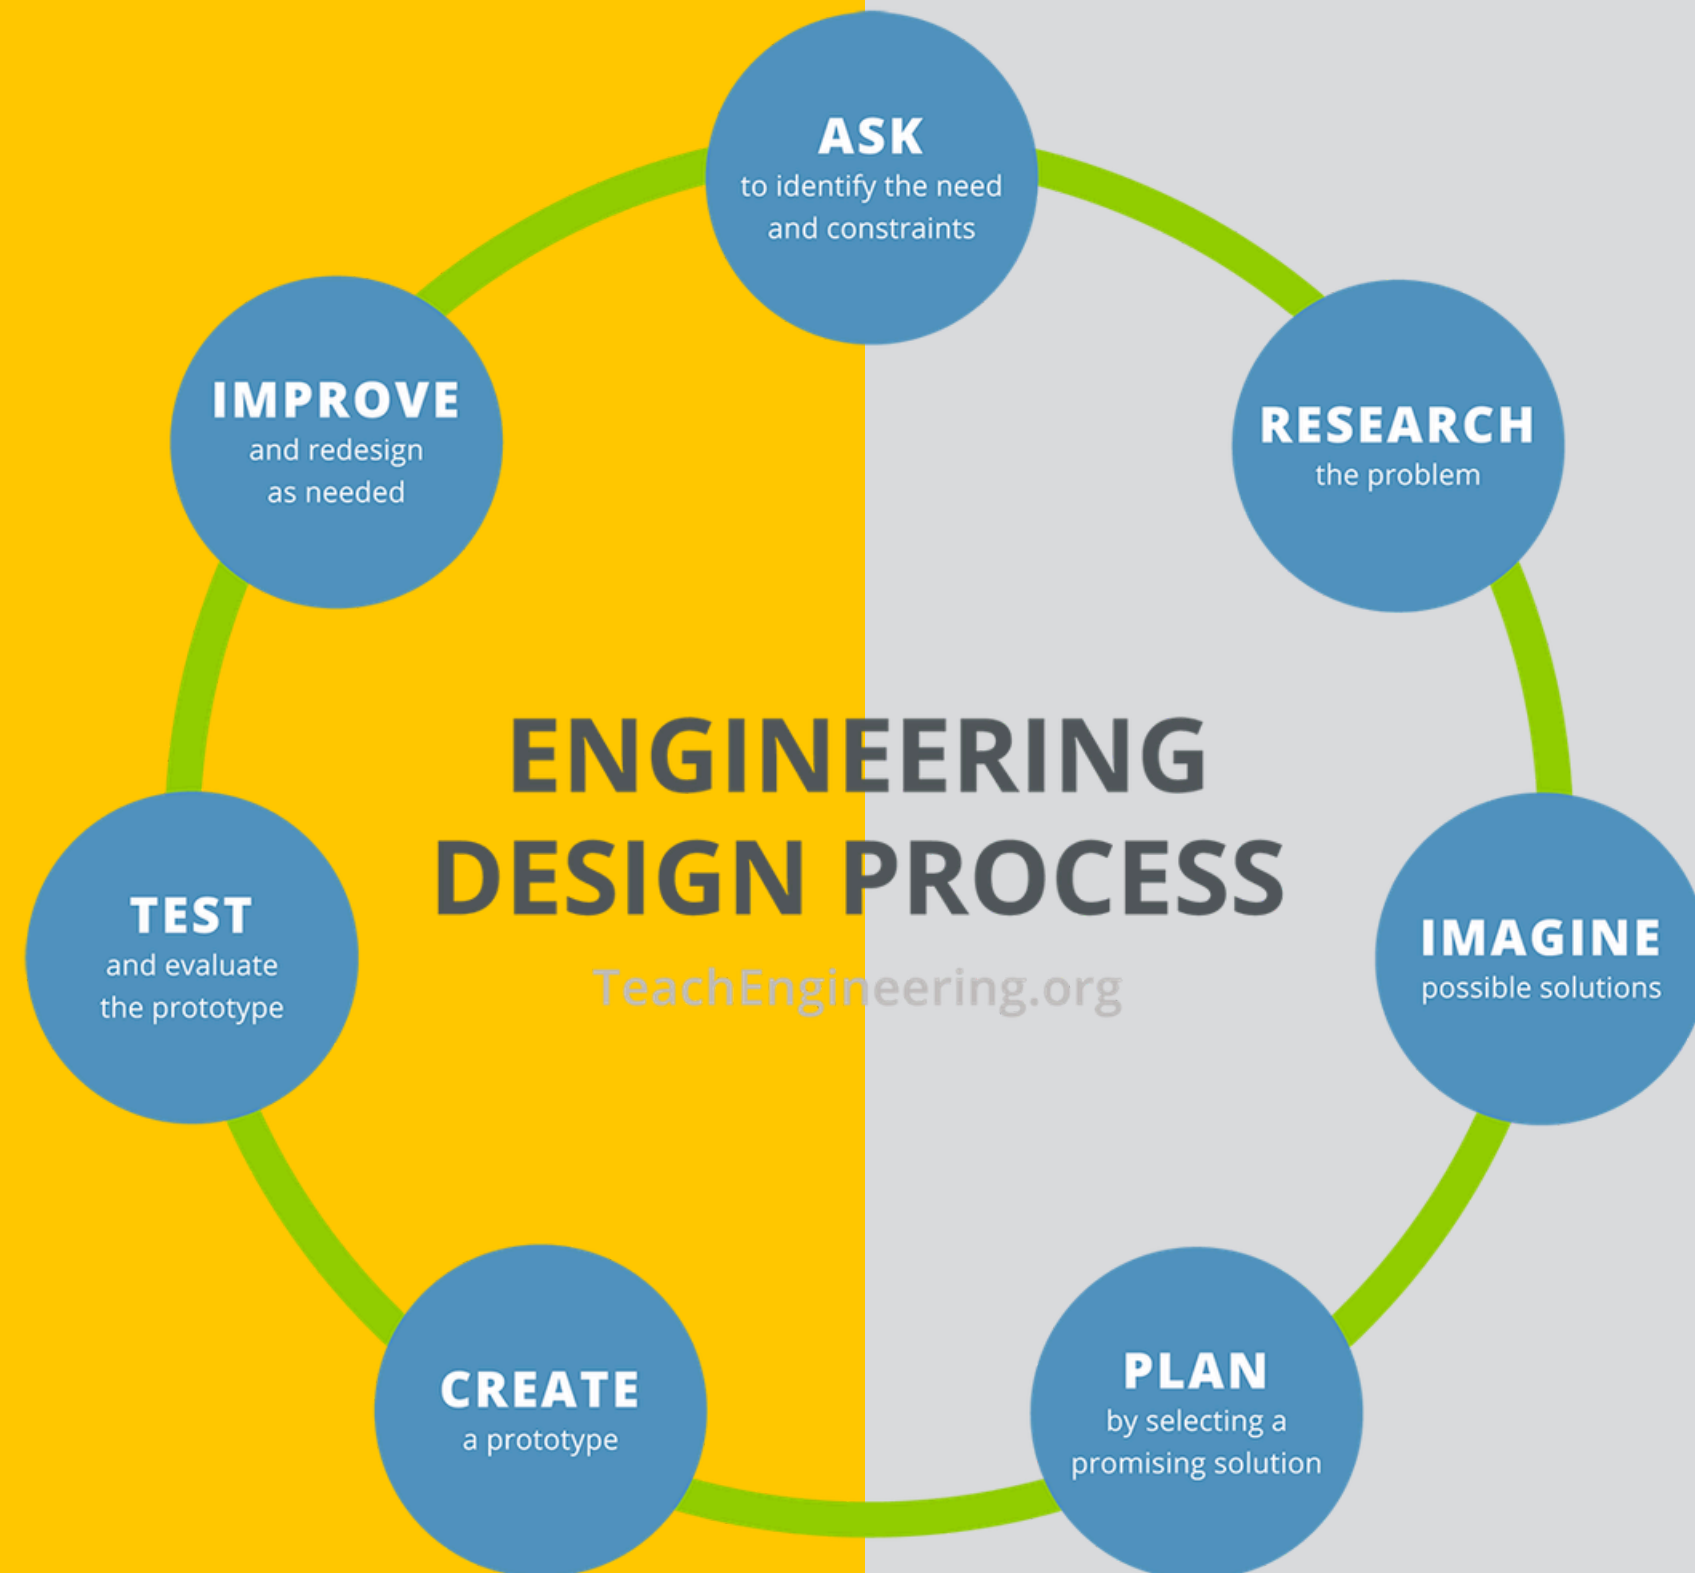 ASK
to identify the need
and constraints
RESEARCH
the problem
IMAGINE
possible solutions
PLAN
by selecting a
promising solution
CREATE
a prototype
TEST
and evaluate
the prototype
IMPROVE
and redesign
as needed
ENGINEERING
DESIGN PROCESS
TeachEngineering.org